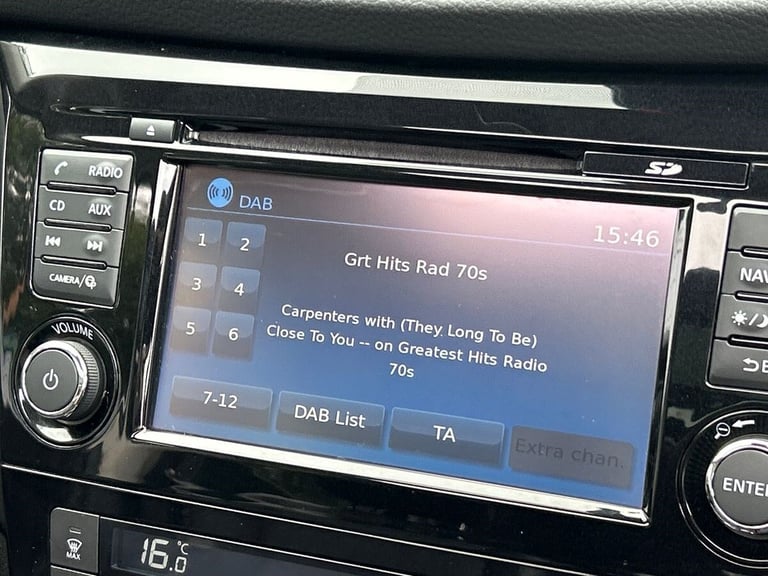 RADIO
CD AUX
CAMERA/
VOLUME
MAX
DAB
15:46
1 2
3 4
5 6
Grt Hits Rad 70s
Carpenters with (They Long To Be)
Close To You -- on Greatest Hits Radio
70s
7-12
DAB List
TA
Extra chan.
SD
NAV
ENTE
16.0°C